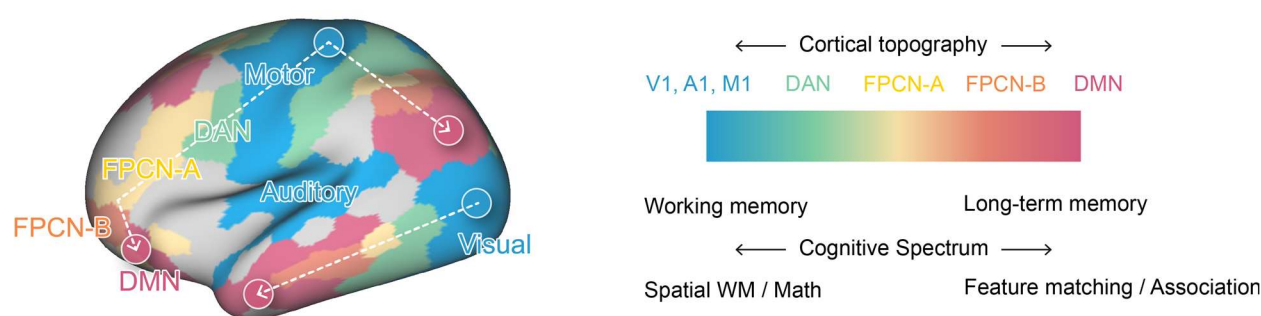 Motor
DAN
FPCN-A
Auditory
FPCN-B
Visual
DMN
← Cortical topography →
V1, A1, M1 DAN FPCN-A FPCN-B DMN
Working memory Long-term memory
← Cognitive Spectrum →
Spatial WM / Math Feature matching / Association